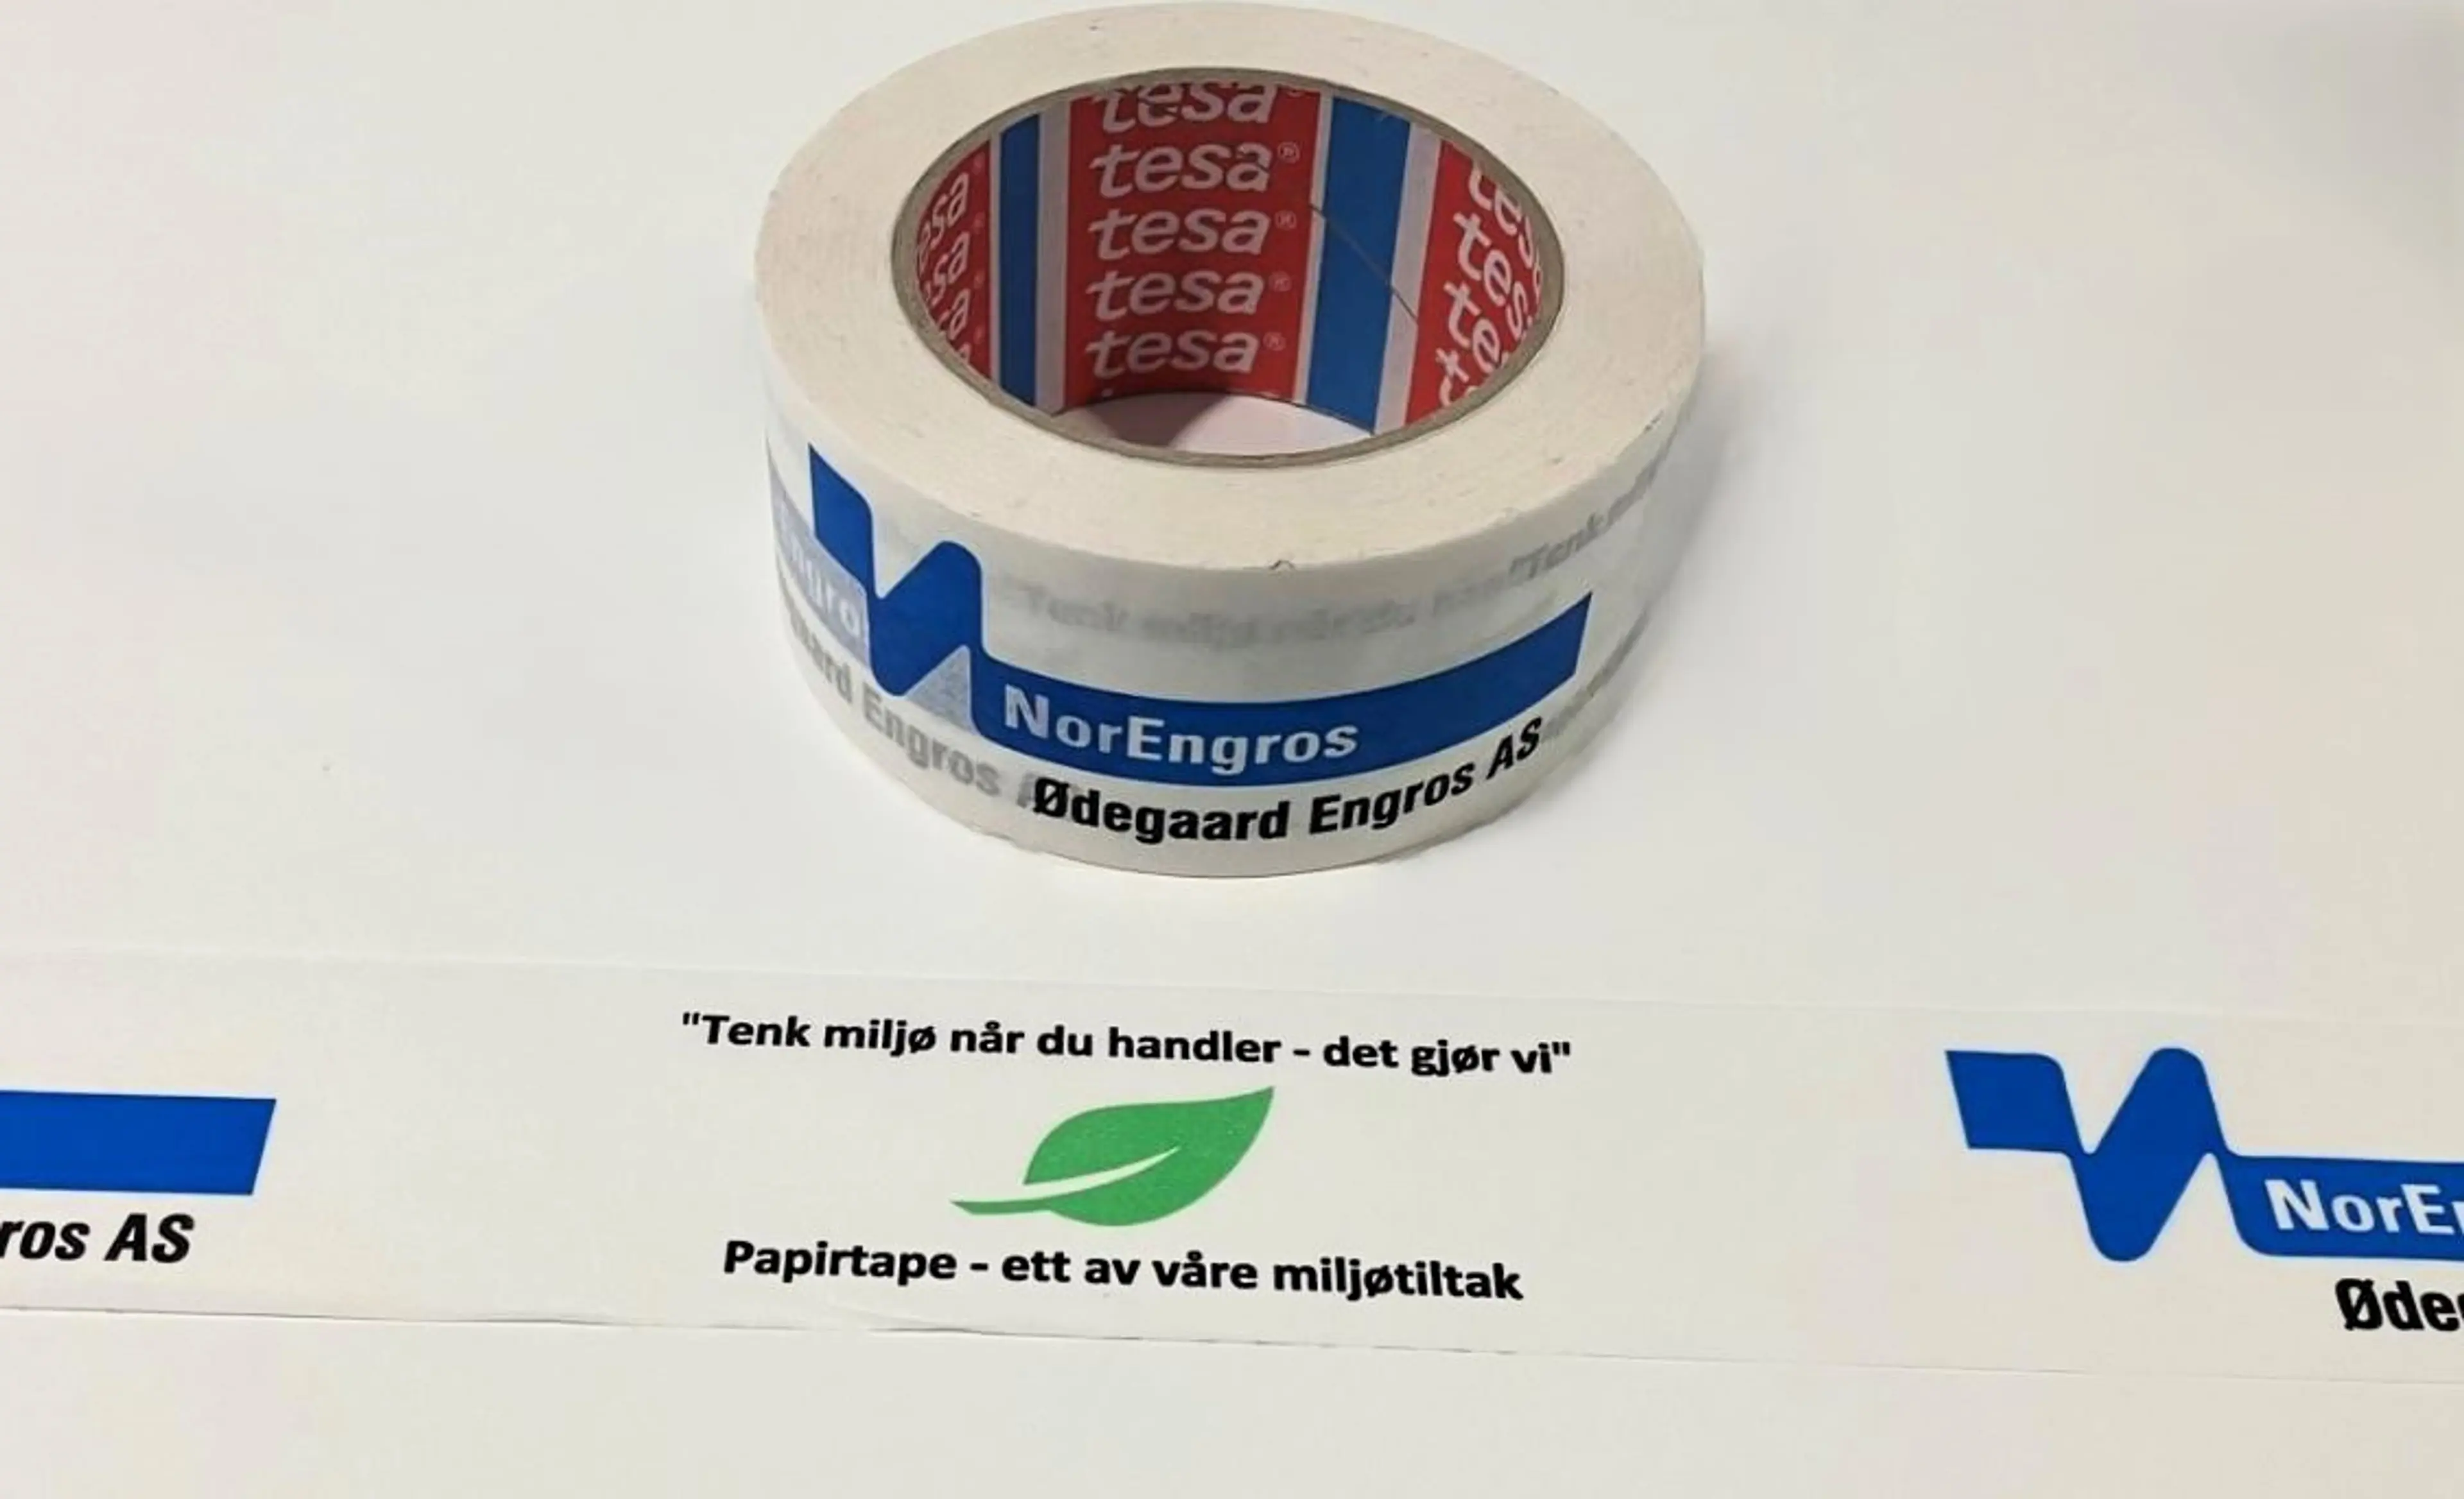 tesa
tesa®
tesa®
tesa®
tesa®
NorEngros
Ødegaard Engros AS
"Tenk miljø når du handler - det gjør vi"
Papirtape - ett av våre miljøtiltak
ros AS
NorEn
Ødeg